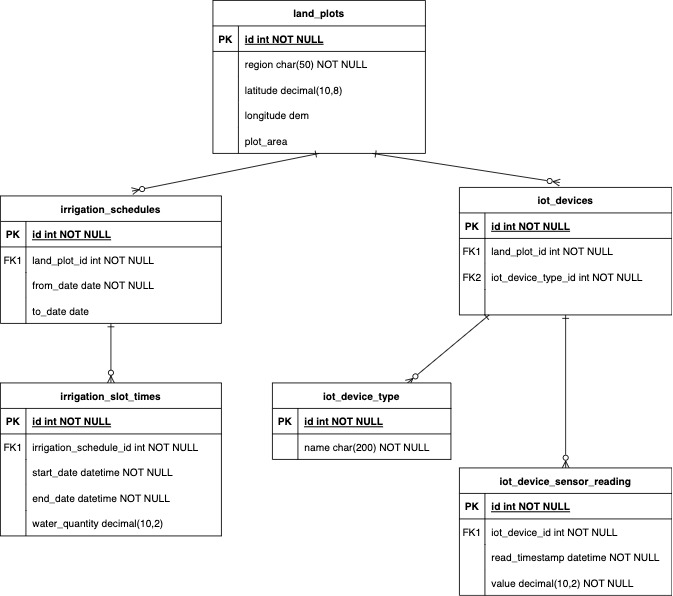 land_plots
PK id int NOT NULL
region char(50) NOT NULL
latitude decimal(10,8)
longitude dem
plot_area
irrigation_schedules
PK id int NOT NULL
FK1 land_plot_id int NOT NULL
from_date date NOT NULL
to_date date
iot_devices
PK id int NOT NULL
FK1 land_plot_id int NOT NULL
FK2 iot_device_type_id int NOT NULL
irrigation_slot_times
PK id int NOT NULL
FK1 irrigation_schedule_id int NOT NULL
start_date datetime NOT NULL
end_date datetime NOT NULL
water_quantity decimal(10,2)
iot_device_type
PK id int NOT NULL
name char(200) NOT NULL
iot_device_sensor_reading
PK id int NOT NULL
FK1 iot_device_id int NOT NULL
read_timestamp datetime NOT NULL
value decimal(10,2) NOT NULL